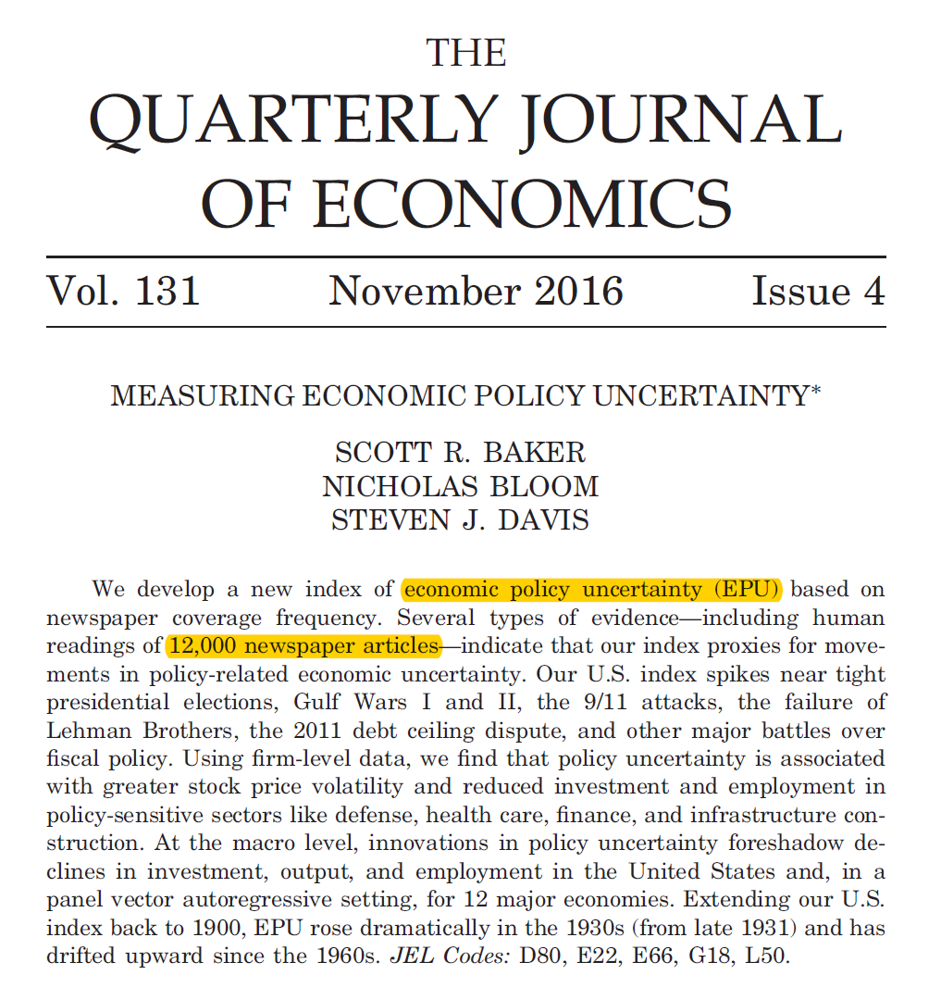 THE
QUARTERLY JOURNAL
OF ECONOMICS
Vol. 131 November 2016 Issue 4
MEASURING ECONOMIC POLICY UNCERTAINTY*
SCOTT R. BAKER
NICHOLAS BLOOM
STEVEN J. DAVIS
We develop a new index of economic policy uncertainty (EPU) based on
newspaper coverage frequency. Several types of evidence—including human
readings of 12,000 newspaper articles—indicate that our index proxies for move-
ments in policy-related economic uncertainty. Our U.S. index spikes near tight
presidential elections, Gulf Wars I and II, the 9/11 attacks, the failure of
Lehman Brothers, the 2011 debt ceiling dispute, and other major battles over
fiscal policy. Using firm-level data, we find that policy uncertainty is associated
with greater stock price volatility and reduced investment and employment in
policy-sensitive sectors like defense, health care, finance, and infrastructure con-
struction. At the macro level, innovations in policy uncertainty foreshadow de-
clines in investment, output, and employment in the United States and, in a
panel vector autoregressive setting, for 12 major economies. Extending our U.S.
index back to 1900, EPU rose dramatically in the 1930s (from late 1931) and has
drifted upward since the 1960s. JEL Codes: D80, E22, E66, G18, L50.